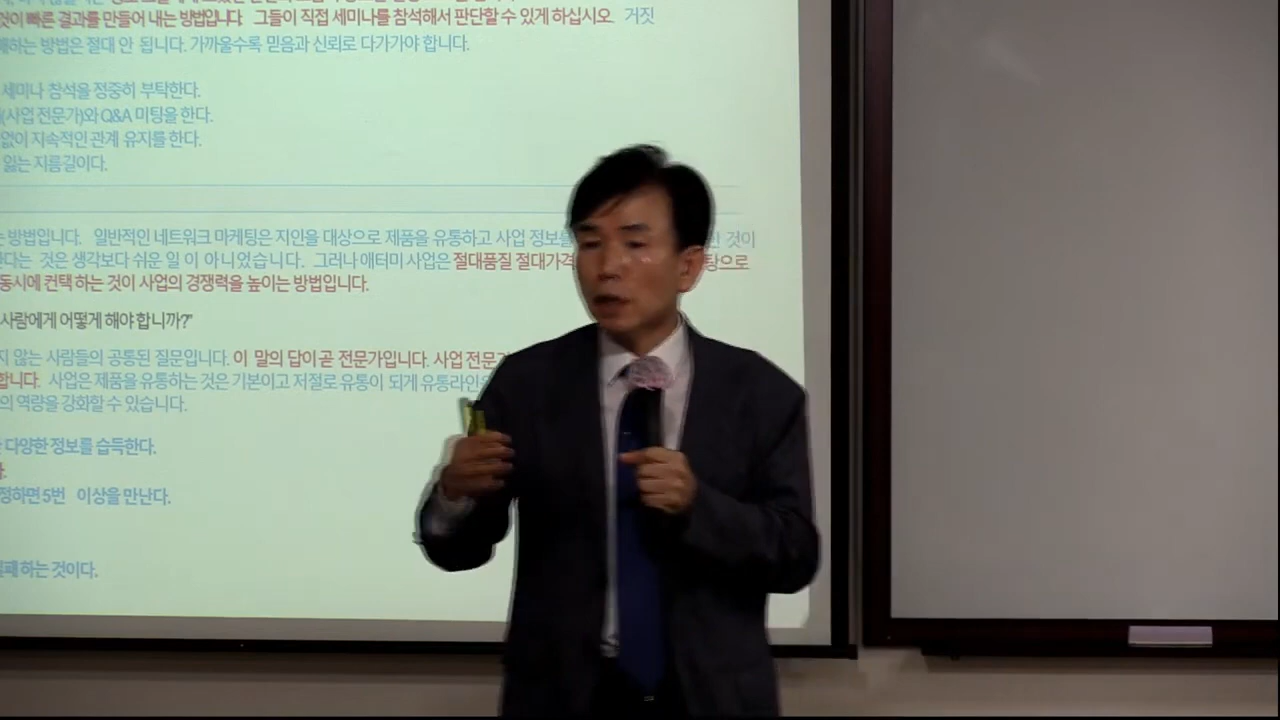 것이 빠른 결과를 만들어 내는 방법입니다 그들이 직접 세미나를 참석해서 판단할 수 있게 하십시오 거짓
하는 방법은 절대 안 됩니다. 가까울수록 믿음과 신뢰로 다가가야 합니다.
세미나 참석을 정중히 부탁한다.
(사업 전문가)와 Q&A 미팅을 한다.
없이 지속적인 관계 유지를 한다.
잃는 지름길이다.
방법입니다. 일반적인 네트워크 마케팅은 지인을 대상으로 제품을 유통하고 사업 정보를 것이
한다는 것은 생각보다 쉬운 일 이 아니었습니다. 그러나 애터미 사업은 절대품질 절대가격 바탕으로
동시에 컨택 하는 것이 사업의 경쟁력을 높이는 방법입니다.
사람에게 어떻게 해야 합니까?"
않는 사람들의 공통된 질문입니다. 이 말의 답이 곧 전문가입니다. 사업 전문가
합니다. 사업은 제품을 유통하는 것은 기본이고 저절로 유통이 되게 유통라인을
의 역량을 강화할 수 있습니다.
다양한 정보를 습득한다.
정하면 5번 이상을 만난다.
실패 하는 것이다.